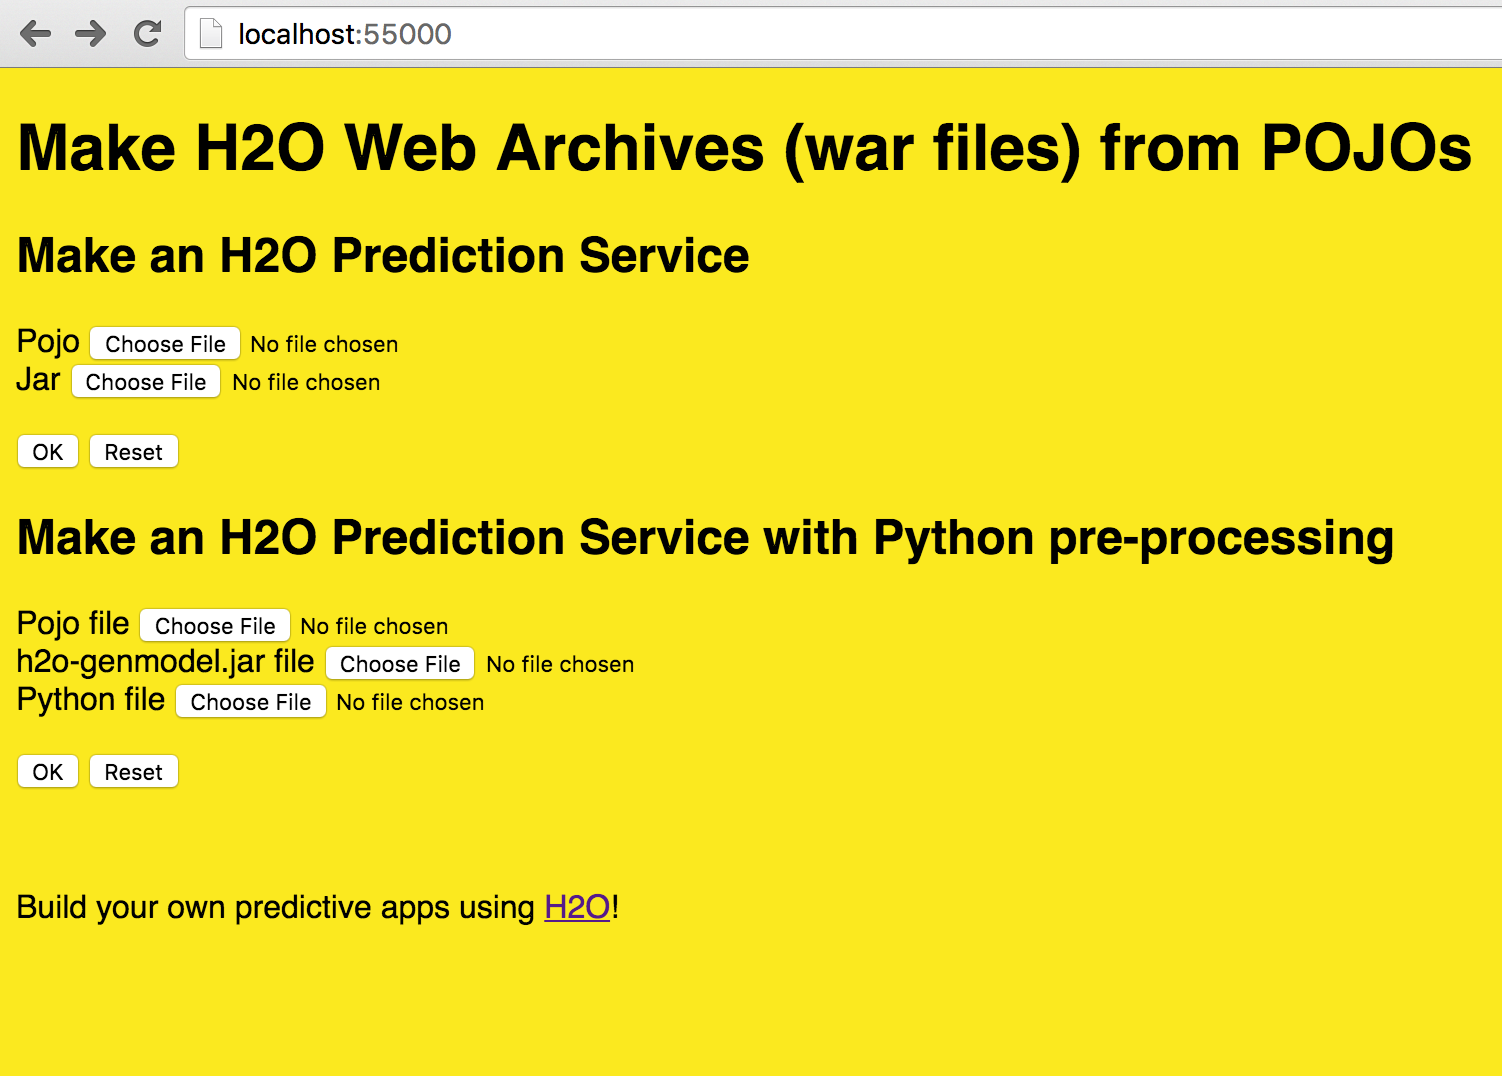 localhost:55000
Make H2O Web Archives (war files) from POJOs
Make an H2O Prediction Service
Pojo Choose File No file chosen
Jar Choose File No file chosen
OK Reset
Make an H2O Prediction Service with Python pre-processing
Pojo file Choose File No file chosen
h2o-genmodel.jar file Choose File No file chosen
Python file Choose File No file chosen
OK Reset
Build your own predictive apps using H2O!